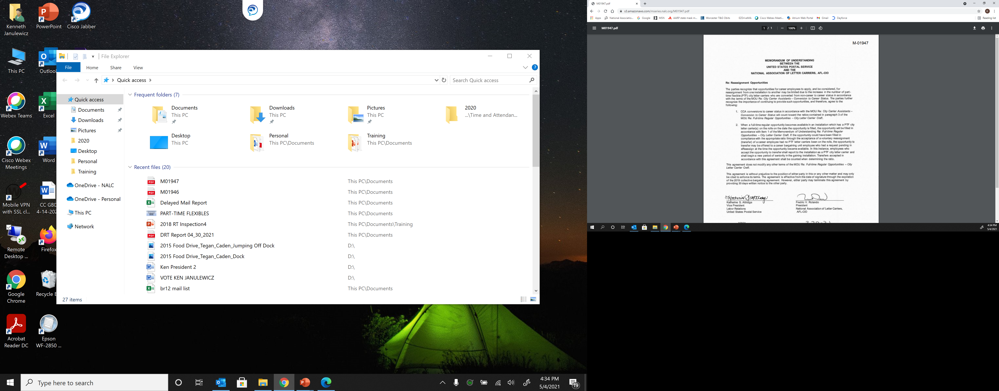 Kenneth
Janulewicz
PowerPoint
Cisco Jabber
This PC
Outlook
Webex Teams
Excel
Cisco Webex
Meetings
Word
Mobile VPN
with SSL cl...
CC GBD
4-14-202
Remote
Desktop ...
Firefox
Google
Chrome
Recycle B
Acrobat
Reader DC
Epson
WF-2850 ...
File Explorer
File
Home
Share
View
Quick access
Search Quick access
Quick access
Documents
Downloads
Pictures
2020
Desktop
Personal
Training
OneDrive - NALC
OneDrive - Personal
This PC
Network
Frequent folders (7)
Documents
This PC
Downloads
This PC
Pictures
This PC
2020
...\Time and Attendan...
Desktop
This PC
Personal
This PC\Documents
Training
This PC\Documents
Recent files (20)
M01947 This PC\Documents
M01946 This PC\Documents
Delayed Mail Report This PC\Documents
PART-TIME FLEXIBLES This PC\Documents
2018 RT Inspection4 This PC\Documents\Training
DRT Report 04_30_2021 This PC\Documents
2015 Food Drive_Tegan_Caden_Jumping Off Dock D:\
2015 Food Drive_Tegan_Caden_Dock D:\
Ken President 2 D:\
VOTE KEN JANULEWICZ D:\
br12 mail list This PC\Documents
27 items
Type here to search
4:34 PM
5/4/2021
19
M01947.pdf
s3.amazonaws.com/mseries.nalc.org/M01947.pdf
Apps National Associatio... Google MSN AARP state mask m... Worcester T&G Obits EZDriveMA Cisco Webex Meeti... Atrium Web Portal Gmail Dayforce Reading list
M01947.pdf
1 / 1
100%
M-01947
MEMORANDUM OF UNDERSTANDING
BETWEEN THE
UNITED STATES POSTAL SERVICE
AND THE
NATIONAL ASSOCIATION OF LETTER CARRIERS, AFL-CIO
Re: Reassignment Opportunities
The parties recognize that opportunities for career employees to apply, and be considered, for
reassignment from one installation to another may be limited due to the increase in the number of part-
time flexible (PTF) city letter carriers who are converted from non-career to career status in accordance
with the terms of the MOU Re: City Carrier Assistants – Conversion to Career Status. The parties further
recognize the importance of continuing to provide such opportunities, and therefore, agree to the
following:
1. CCA conversions to career status in accordance with the MOU Re: City Carrier Assistants –
Conversion to Career Status will count toward the ratios contained in paragraph 3 of the
MOU Re: Full-time Regular Opportunities – City Letter Carrier Craft.
2. When a full-time regular opportunity becomes available in an installation which has a PTF city
letter carrier(s) on the rolls on the date the opportunity is filled, the opportunity will be filled in
accordance with Item 1 of the Memorandum of Understanding Re: Full-time Regular
Opportunities – City Letter Carrier Craft. If the opportunity could have been filled in
compliance with the appropriate ratio through the acceptance of a voluntary reassignment
(transfer) of a career employee had no PTF letter carriers been on the rolls, the opportunity to
transfer may be offered to a career bargaining unit employee who had a request pending in
eReassign at the time the opportunity became available. In this instance, employees who
accept the opportunity to transfer shall report to the installation as a PTF city letter carrier and
shall begin a new period of seniority in the gaining installation. Transfers accepted in
accordance with this agreement shall be counted when determining the ratio.
This agreement does not modify any other terms of the MOU Re: Full-time Regular Opportunities – City
Letter Carrier Craft.
This agreement is without prejudice to the position of either party in this or any other matter and may only
be cited to enforce its terms. The agreement is effective from the date of signature through the expiration
of the 2019 collective bargaining agreement. However, either party may terminate this agreement by
providing 30 days written notice to the other party.
Katherine S. Attridge
Katherine S. Attridge
Vice President
Labor Relations
United States Postal Service
Fredric V. Rolando
President
National Association of Letter Carriers,
AFL-CIO
4:34 PM
5/4/2021